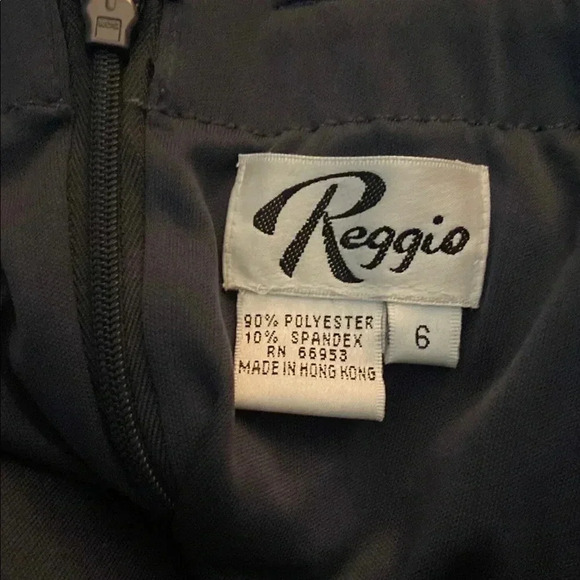 Reggio
90% POLYESTER
10% SPANDEX
RN 66953
MADE IN HONG KONG
6